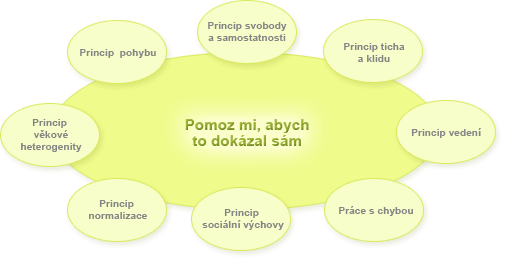 Princip svobody
a samostatnosti
Princip pohybu
Princip ticha
a klidu
Princip
věkové
heterogenity
Pomoz mi, abych
to dokázal sám
Princip vedení
Princip
normalizace
Princip
sociální výchovy
Práce s chybou